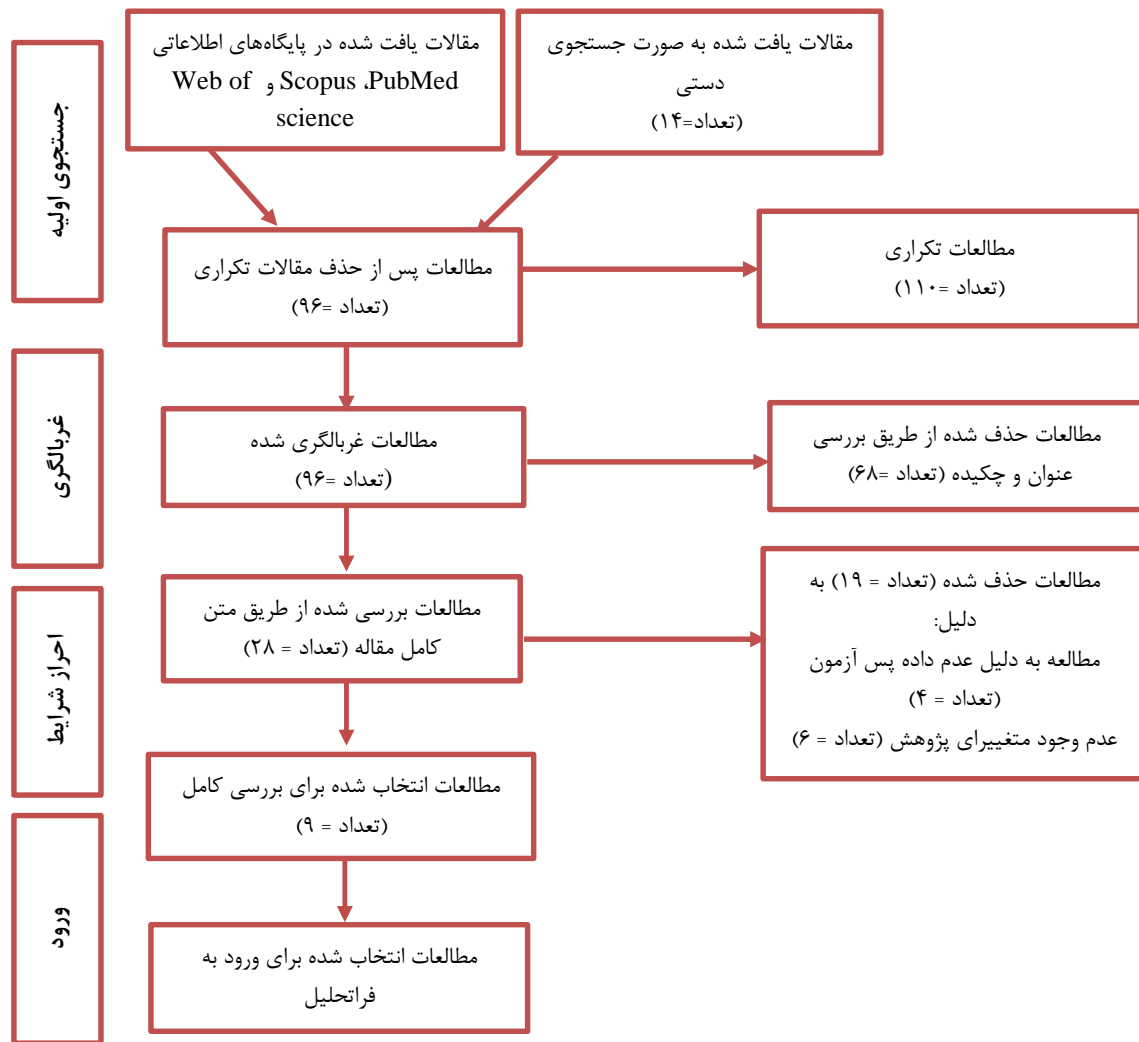 جستجوی اولیه
مقالات یافت شده در پایگاه‌های اطلاعاتی
Scopus ،PubMed و Web of
science
مقالات یافت شده به صورت جستجوی
دستی
(تعداد=۱۴)
مطالعات پس از حذف مقالات تکراری
(تعداد =۹۶)
مطالعات تکراری
(تعداد =۱۱۰)
غربالگری
مطالعات غربالگری شده
(تعداد =۹۶)
مطالعات حذف شده از طریق بررسی
عنوان و چکیده (تعداد =۶۸)
احراز شرایط
مطالعات بررسی شده از طریق متن
کامل مقاله (تعداد = ۲۸)
مطالعات حذف شده (تعداد = ۱۹) به
دلیل:
مطالعه به دلیل عدم داده پس آزمون
(تعداد = ۴)
عدم وجود متغییرای پژوهش (تعداد = ۶)
مطالعات انتخاب شده برای بررسی کامل
(تعداد = ۹)
ورود
مطالعات انتخاب شده برای ورود به
فراتحلیل